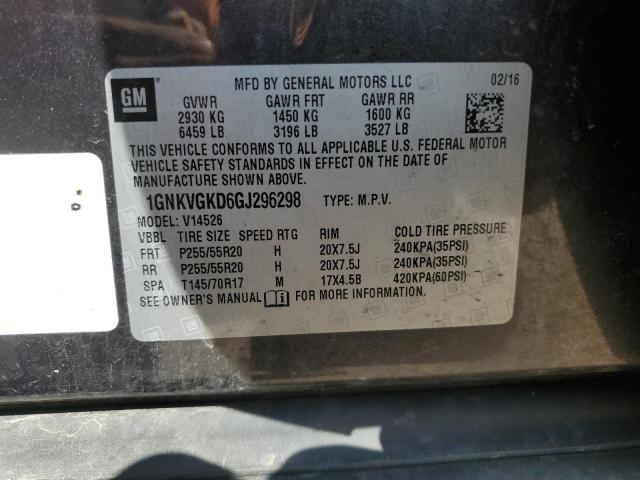 GM
MFD BY GENERAL MOTORS LLC 02/16
GVWR GAWR FRT GAWR RR
2930 KG 1450 KG 1600 KG
6459 LB 3196 LB 3527 LB
THIS VEHICLE CONFORMS TO ALL APPLICABLE U.S. FEDERAL MOTOR
VEHICLE SAFETY STANDARDS IN EFFECT ON THE DATE OF
MANUFACTURE SHOWN ABOVE.
1GNKVGKD6GJ296298 TYPE: M.P.V.
MODEL: V14526
VBBL TIRE SIZE SPEED RTG RIM COLD TIRE PRESSURE
FRT P255/55R20 H 20X7.5J 240KPA(35PSI)
RR P255/55R20 H 20X7.5J 240KPA(35PSI)
SPA T145/70R17 M 17X4.5B 420KPA(60PSI)
SEE OWNER'S MANUAL FOR MORE INFORMATION.